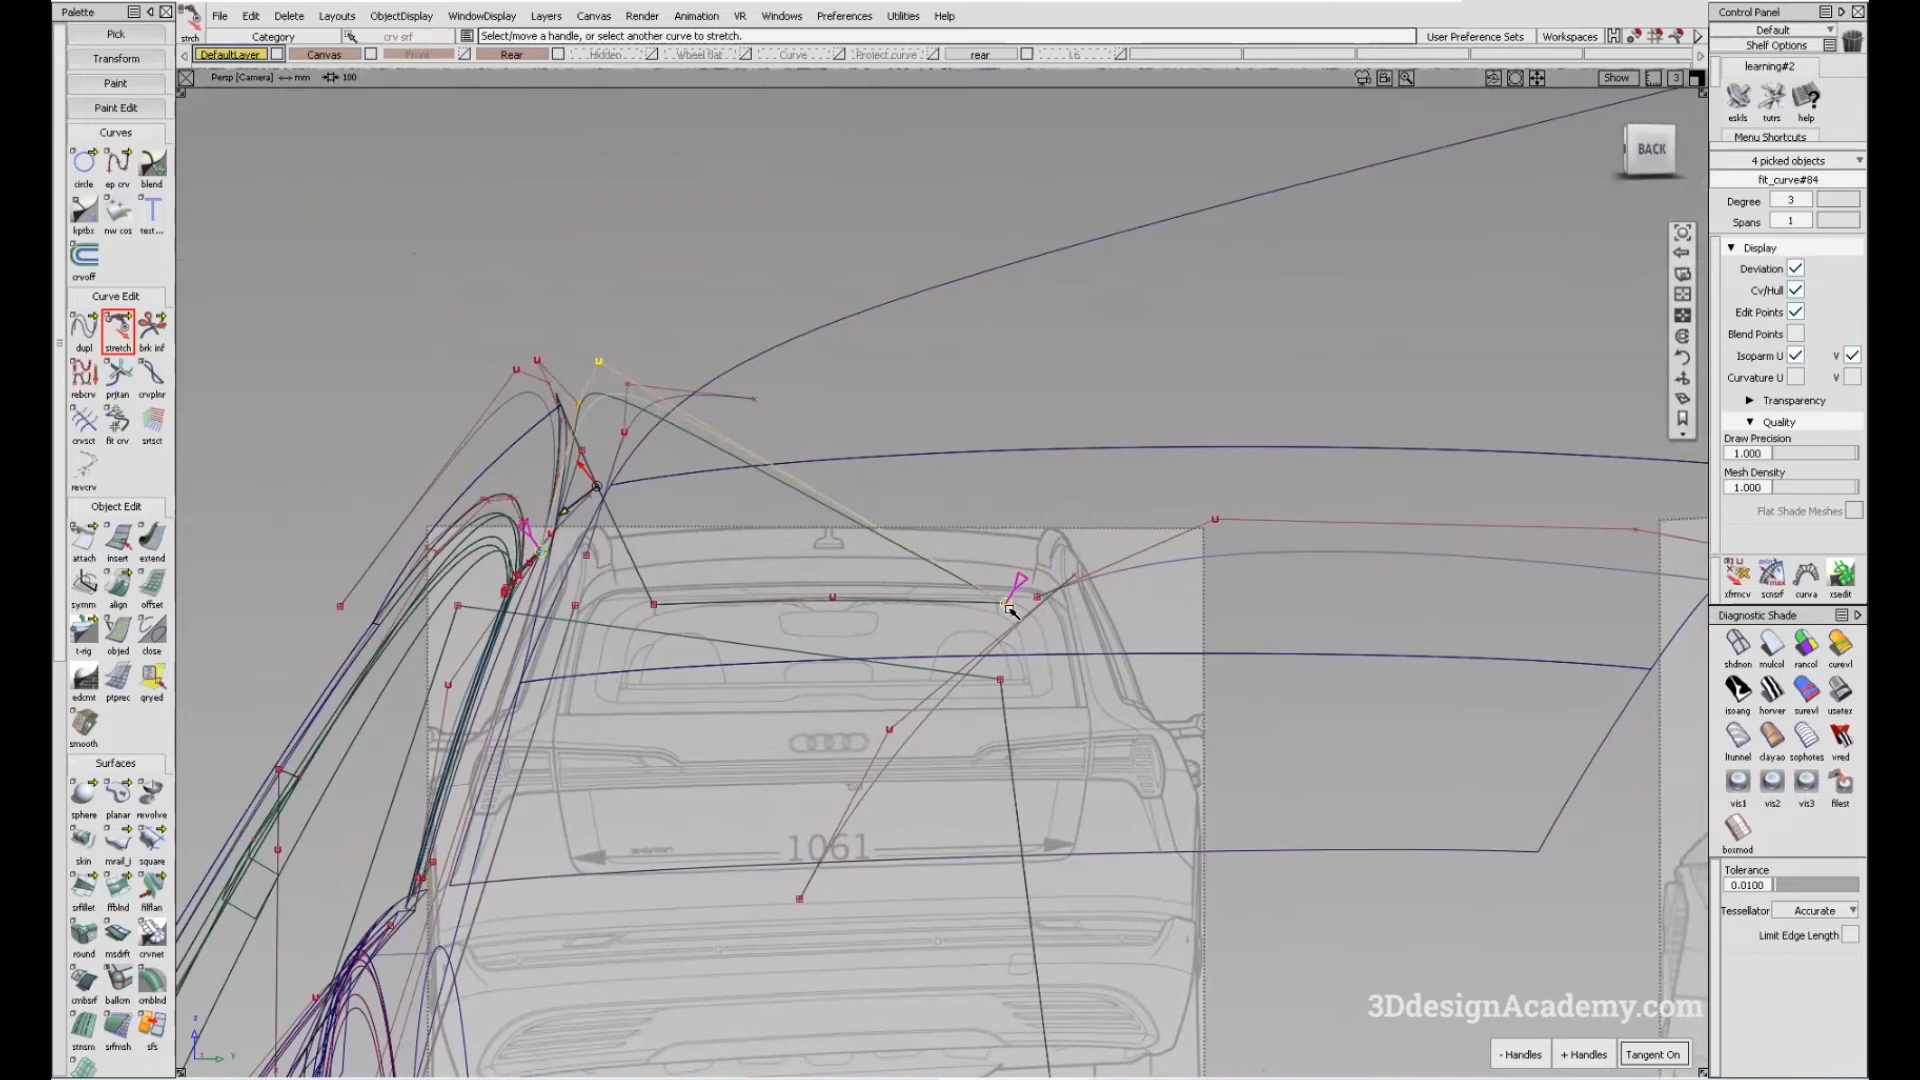 Palette
Pick
Transform
Paint
Paint Edit
Curves
circle ep crv blend
kptbx nw cos text...
crvoff
Curve Edit
dupl stretch brk inf
rebcrv prjtan crvplnr
crvsct fit crv srtsct
revcrv
Object Edit
attach insert extend
symm align offset
t-rig objed close
edcmt ptprec qryed
smooth
Surfaces
sphere planar revolve
skin mrail_i square
srfillet ffblnd filflan
round msdrft crvnet
cmbsrf ballcrn cmblnd
stnsrn srfmsh sfs
strch
File Edit Delete Layouts ObjectDisplay WindowDisplay Layers Canvas Render Animation VR Windows Preferences Utilities Help
Category crv srf Select/move a handle, or select another curve to stretch. User Preference Sets Workspaces
DefaultLayer Canvas Front Rear Hidden Wheel flat Curve Project curve rear L6
Persp [Camera] mm 100 Show 3
BACK
1061
z
x y
3DdesignAcademy.com
- Handles + Handles Tangent On
Control Panel
Default
Shelf Options
learning#2
eskls tutrs help
Menu Shortcuts
4 picked objects
fit_curve#84
Degree 3
Spans 1
Display
Deviation
Cv/Hull
Edit Points
Blend Points
Isoparm U V
Curvature U V
Transparency
Quality
Draw Precision
1.000
Mesh Density
1.000
Flat Shade Meshes
xfrmcv scnsrf curva xsedit
Diagnostic Shade
shdnon mulcol rancol curevl
isoang horver surevl usetex
ltunnel clayao sophotes vred
vis1 vis2 vis3 filest
boxmod
Tolerance
0.0100
Tessellator Accurate
Limit Edge Length